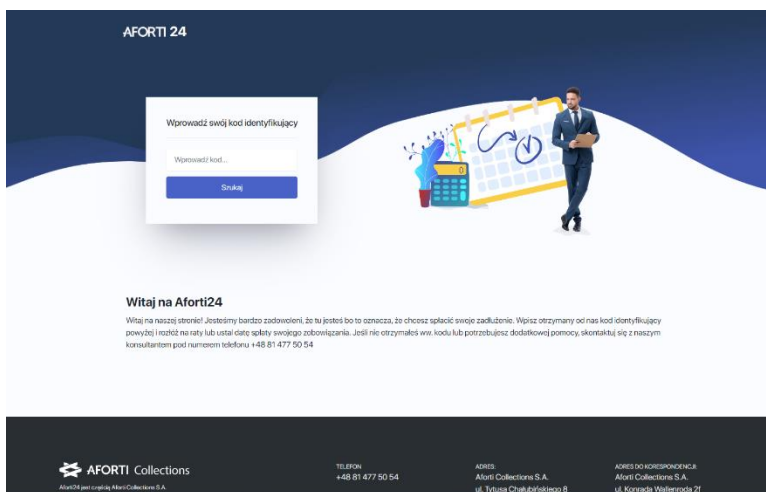 AFORTI 24
Wprowadź swój kod identyfikujący
Wprowadź kod...
Szukaj
Witaj na Aforti24
Witaj na naszej stronie! Jesteśmy bardzo zadowoleni, że tu jesteś bo to oznacza, że chcesz spłacić swoje zadłużenie. Wpisz otrzymany od nas kod identyfikujący
powyżej i rozłóż na raty lub ustal datę spłaty swojego zobowiązania. Jeśli nie otrzymałeś ww. kodu lub potrzebujesz dodatkowej pomocy, skontaktuj się z naszym
konsultantem pod numerem telefonu +48 81 477 50 54
AFORTI Collections
Aforti24 jest częścią Aforti Collections S.A.
TELEFON
+48 81 477 50 54
ADRES:
Aforti Collections S.A.
ul. Tytusa Chałubińskiego 8
ADRES DO KORESPONDENCJI:
Aforti Collections S.A.
ul. Konrada Wallenroda 2f